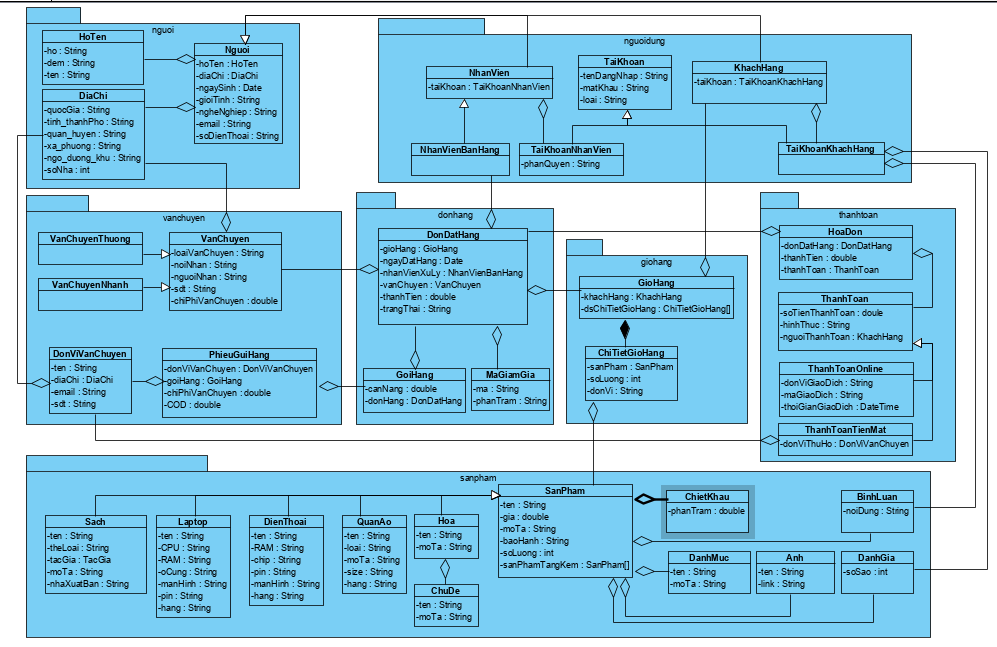 nguoi
HoTen
-ho : String
-dem : String
-ten : String
Nguoi
-hoTen : HoTen
-diaChi : DiaChi
-ngaySinh : Date
-gioiTinh : String
-ngheNghiep : String
-email : String
-soDienThoai : String
DiaChi
-quocGia : String
-tinh_thanhPho : String
-quan_huyen : String
-xa_phuong : String
-ngo_duong_khu : String
-soNha : int
nguoidung
NhanVien
-taiKhoan : TaiKhoanNhanVien
TaiKhoan
-tenDangNhap : String
-matKhau : String
-loai : String
KhachHang
-taiKhoan : TaiKhoanKhachHang
NhanVienBanHang
TaiKhoanNhanVien
-phanQuyen : String
TaiKhoanKhachHang
vanchuyen
VanChuyenThuong
VanChuyenNhanh
VanChuyen
-loaiVanChuyen : String
-noiNhan : String
-nguoiNhan : String
-sdt : String
-chiPhiVanChuyen : double
DonViVanChuyen
-ten : String
-diaChi : DiaChi
-email : String
-sdt : String
PhieuGuiHang
-donViVanChuyen : DonViVanChuyen
-goiHang : GoiHang
-chiPhiVanChuyen : double
-COD : double
donhang
DonDatHang
-gioHang : GioHang
-ngayDatHang : Date
-nhanVienXuLy : NhanVienBanHang
-vanChuyen : VanChuyen
-thanhTien : double
-trangThai : String
GoiHang
-canNang : double
-donHang : DonDatHang
MaGiamGia
-ma : String
-phanTram : String
giohang
GioHang
-khachHang : KhachHang
-dsChiTietGioHang : ChiTietGioHang[]
ChiTietGioHang
-sanPham : SanPham
-soLuong : int
-donVi : String
thanhtoan
HoaDon
-donDatHang : DonDatHang
-thanhTien : double
-thanhToan : ThanhToan
ThanhToan
-soTienThanhToan : doule
-hinhThuc : String
-nguoiThanhToan : KhachHang
ThanhToanOnline
-donViGiaoDich : String
-maGiaoDich : String
-thoiGianGiaoDich : DateTime
ThanhToanTienMat
-donViThuHo : DonViVanChuyen
sanpham
Sach
-ten : String
-theLoai : String
-tacGia : TacGia
-moTa : String
-nhaXuatBan : String
Laptop
-ten : String
-CPU : String
-RAM : String
-oCung : String
-manHinh : String
-pin : String
-hang : String
DienThoai
-ten : String
-RAM : String
-chip : String
-pin : String
-manHinh : String
-hang : String
QuanAo
-ten : String
-loai : String
-moTa : String
-size : String
-hang : String
Hoa
-ten : String
-moTa : String
ChuDe
-ten : String
-moTa : String
SanPham
-ten : String
-gia : double
-moTa : String
-baoHanh : String
-soLuong : int
-sanPhamTangKem : SanPham[]
ChietKhau
-phanTram : double
BinhLuan
-noiDung : String
DanhMuc
-ten : String
-moTa : String
Anh
-ten : String
-link : String
DanhGia
-soSao : int